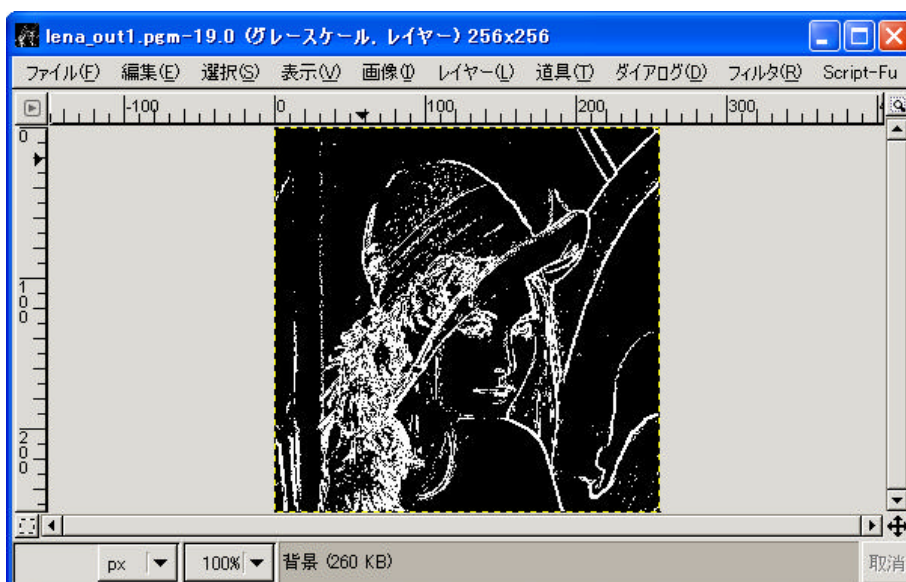 lena_out1.pgm-19.0 (グレースケール, レイヤー) 256x256
ファイル(F) 編集(E) 選択(S) 表示(V) 画像(I) レイヤー(L) 道具(T) ダイアログ(D) フィルタ(R) Script-Fu
-100 0 100 200 300
0
100
200
px 100% 背景 (260 KB) 取消